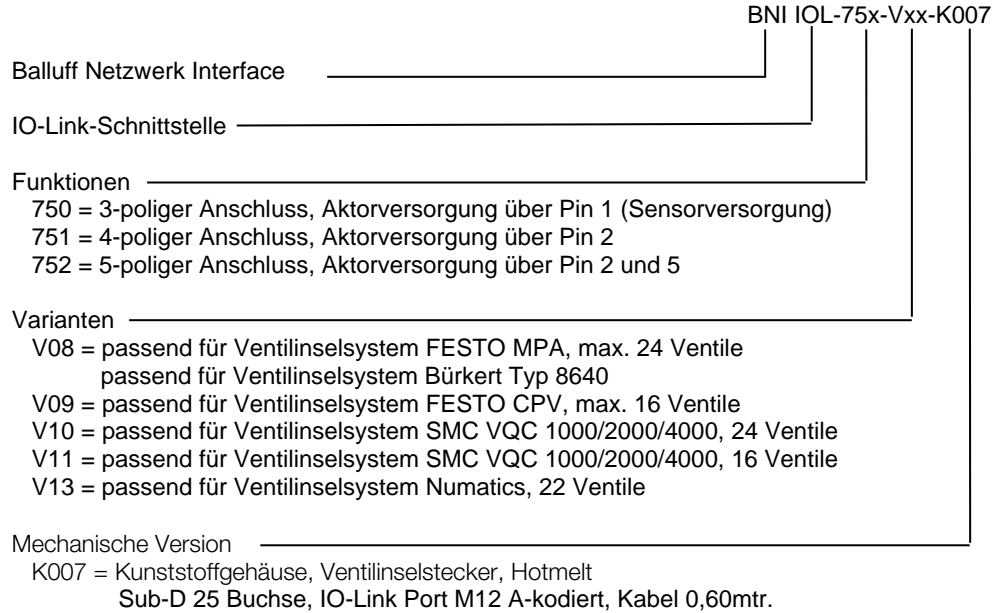 BNI IOL-75x-Vxx-K007
Balluff Netzwerk Interface
IO-Link-Schnittstelle
Funktionen
750 = 3-poliger Anschluss, Aktorversorgung über Pin 1 (Sensorversorgung)
751 = 4-poliger Anschluss, Aktorversorgung über Pin 2
752 = 5-poliger Anschluss, Aktorversorgung über Pin 2 und 5
Varianten
V08 = passend für Ventilinselsystem FESTO MPA, max. 24 Ventile
passend für Ventilinselsystem Bürkert Typ 8640
V09 = passend für Ventilinselsystem FESTO CPV, max. 16 Ventile
V10 = passend für Ventilinselsystem SMC VQC 1000/2000/4000, 24 Ventile
V11 = passend für Ventilinselsystem SMC VQC 1000/2000/4000, 16 Ventile
V13 = passend für Ventilinselsystem Numatics, 22 Ventile
Mechanische Version
K007 = Kunststoffgehäuse, Ventilinselstecker, Hotmelt
Sub-D 25 Buchse, IO-Link Port M12 A-kodiert, Kabel 0,60mtr.